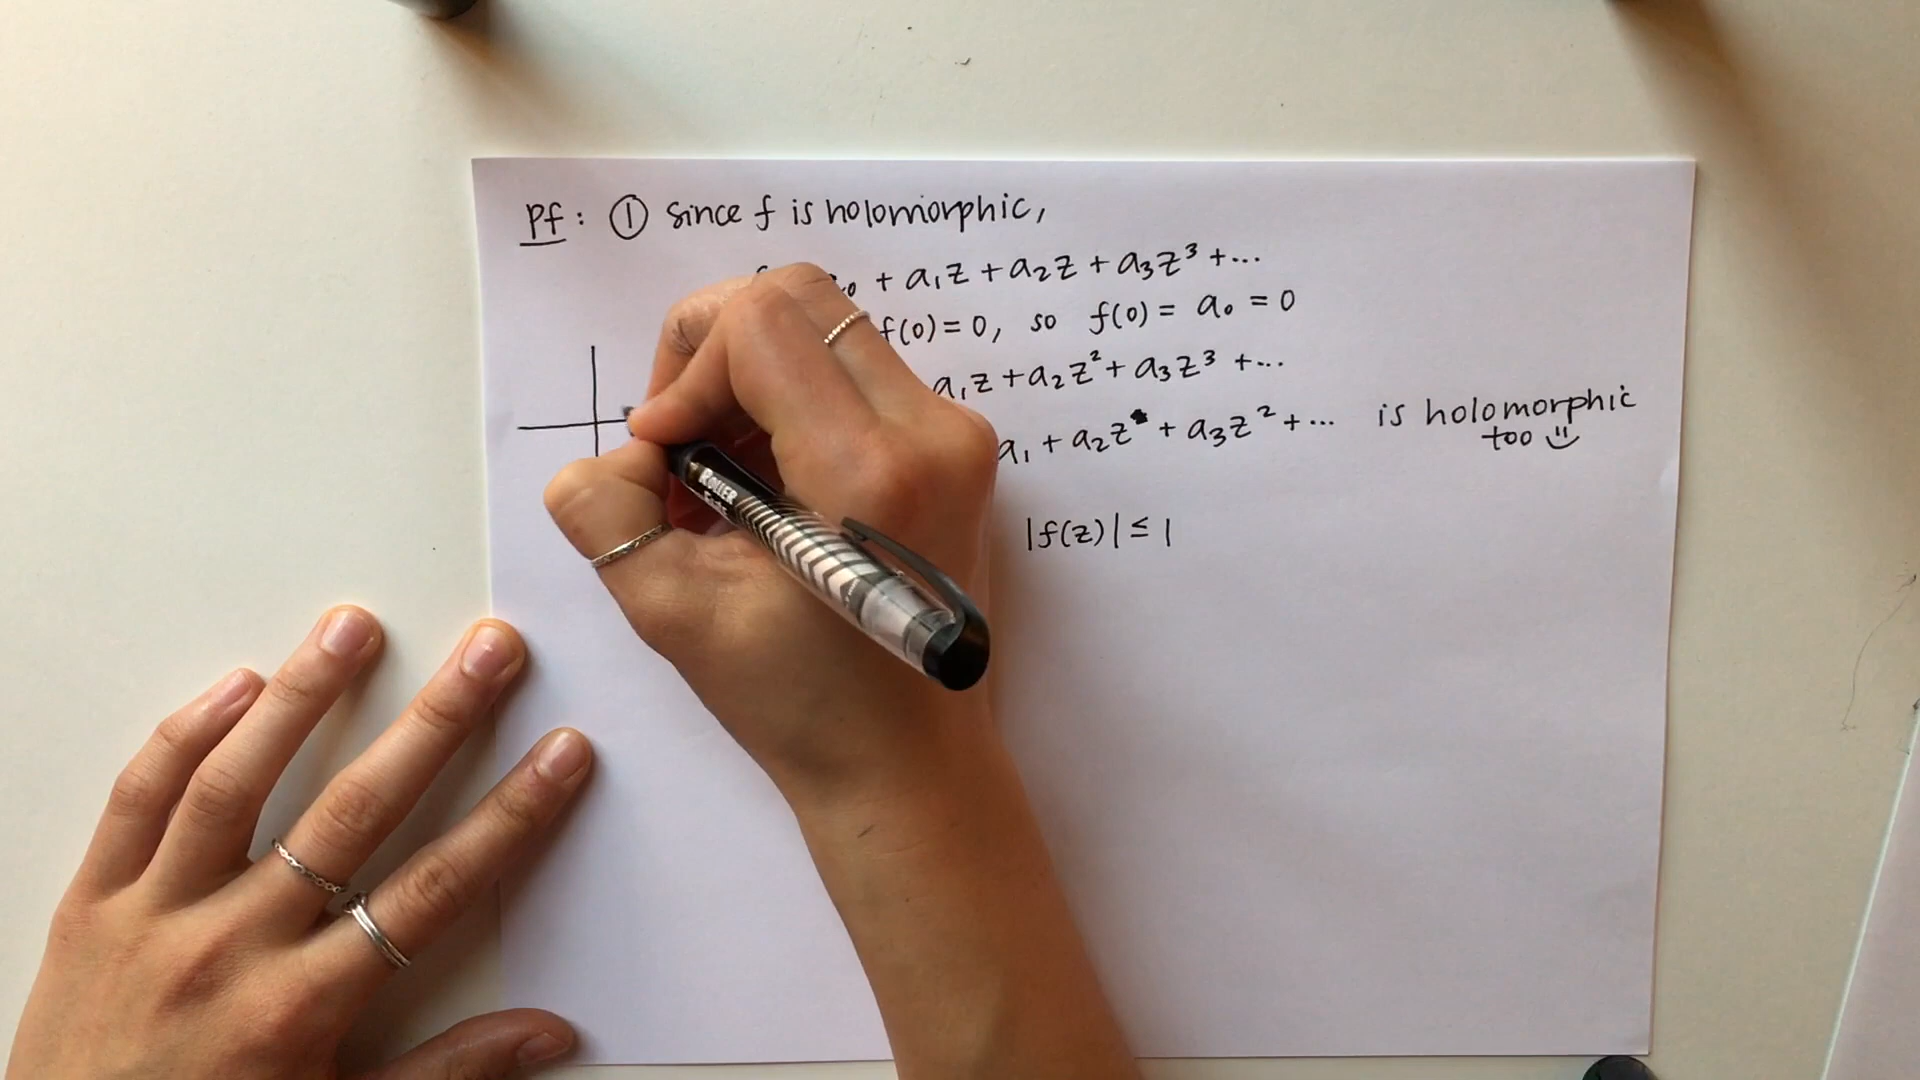 Pf: ① Since f is holomorphic,
+ a₁z + a₂z + a₃z³ + ...
f(0) = 0, so f(0) = a₀ = 0
a₁z + a₂z² + a₃z³ + ...
a₁ + a₂z + a₃z² + ... is holomorphic
too
|f(z)| ≤ 1
ROLLER